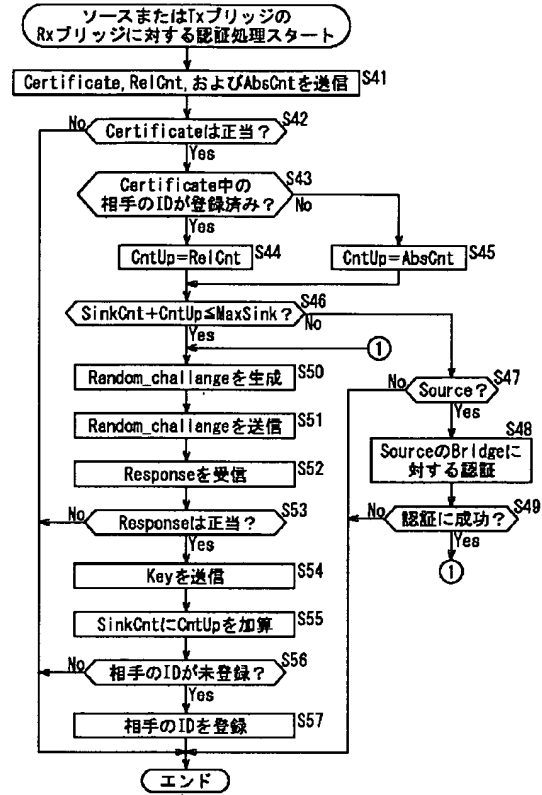 ソースまたはTxブリッジの
Rxブリッジに対する認証処理スタート
Certificate,RelCnt,およびAbsCntを送信 S41
No Certificateは正当? S42
Yes
Certificate中の
相手のIDが登録済み? S43
No
Yes
CntUp=RelCnt S44
CntUp=AbsCnt S45
SinkCnt+CntUp≦MaxSink? S46
Yes
No
①
Random_challangeを生成 S50
No Source? S47
Yes
Random_challangeを送信 S51
SourceのBridgeに
対する認証 S48
Responseを受信 S52
No Responseは正当? S53
Yes
No 認証に成功? S49
Yes
①
Keyを送信 S54
SinkCntにCntUpを加算 S55
No 相手のIDが未登録? S56
Yes
相手のIDを登録 S57
エンド